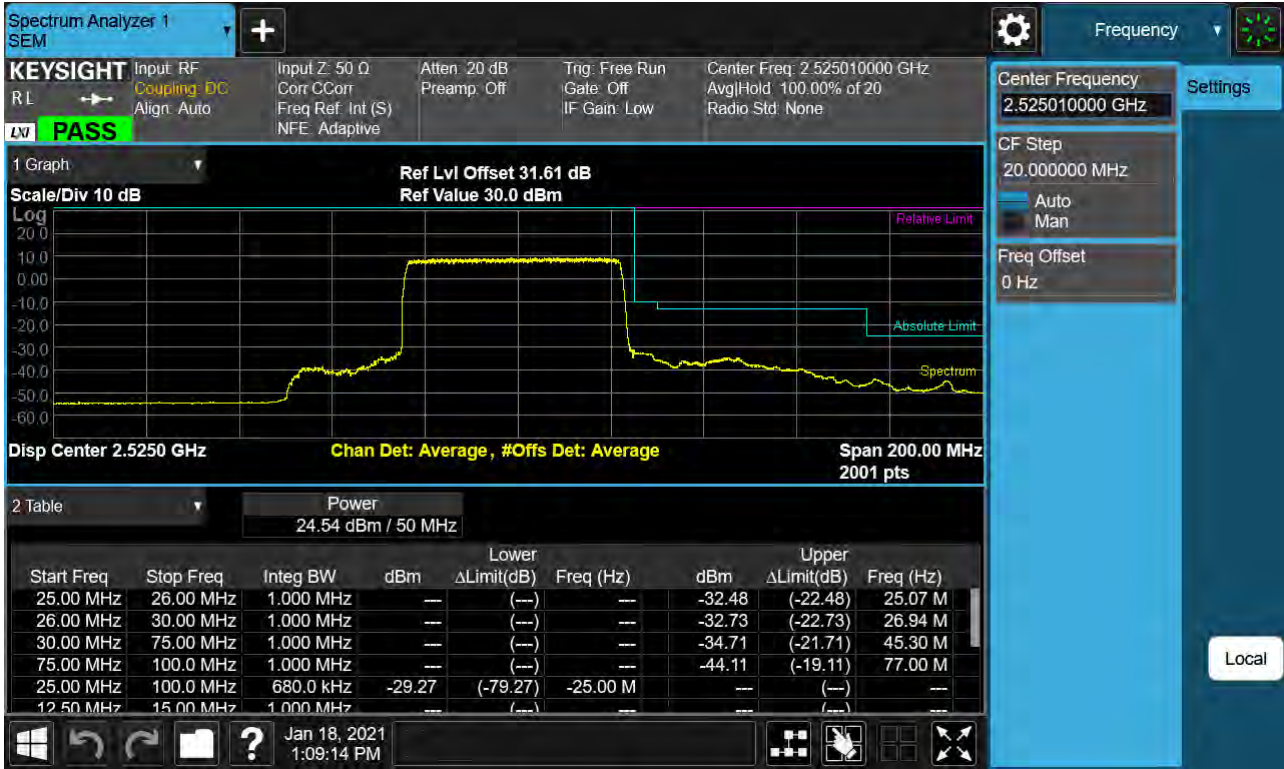 Spectrum Analyzer 1
SEM
+
Frequency
KEYSIGHT
RL
LXI
PASS
Input: RF
Coupling: DC
Align: Auto
Input Z: 50 Ω
Corr CCorr
Freq Ref: Int (S)
NFE: Adaptive
Atten: 20 dB
Preamp: Off
Trig: Free Run
Gate: Off
IF Gain: Low
Center Freq: 2.525010000 GHz
Avg|Hold: 100.00% of 20
Radio Std: None
Center Frequency
2.525010000 GHz
Settings
CF Step
20.000000 MHz
Auto
Man
Freq Offset
0 Hz
Local
1 Graph
Scale/Div 10 dB
Ref Lvl Offset 31.61 dB
Ref Value 30.0 dBm
Log
20.0
10.0
0.00
-10.0
-20.0
-30.0
-40.0
-50.0
-60.0
Relative Limit
Absolute Limit
Spectrum
Disp Center 2.5250 GHz
Chan Det: Average, #Offs Det: Average
Span 200.00 MHz
2001 pts
2 Table
Power
24.54 dBm / 50 MHz
Lower Upper
Start Freq Stop Freq Integ BW dBm ΔLimit(dB) Freq (Hz) dBm ΔLimit(dB) Freq (Hz)
25.00 MHz 26.00 MHz 1.000 MHz --- (---) --- -32.48 (-22.48) 25.07 M
26.00 MHz 30.00 MHz 1.000 MHz --- (---) --- -32.73 (-22.73) 26.94 M
30.00 MHz 75.00 MHz 1.000 MHz --- (---) --- -34.71 (-21.71) 45.30 M
75.00 MHz 100.0 MHz 1.000 MHz --- (---) --- -44.11 (-19.11) 77.00 M
25.00 MHz 100.0 MHz 680.0 kHz -29.27 (-79.27) -25.00 M --- (---) ---
12.50 MHz 15.00 MHz 1.000 MHz --- (---) --- --- (---) ---
?
Jan 18, 2021
1:09:14 PM